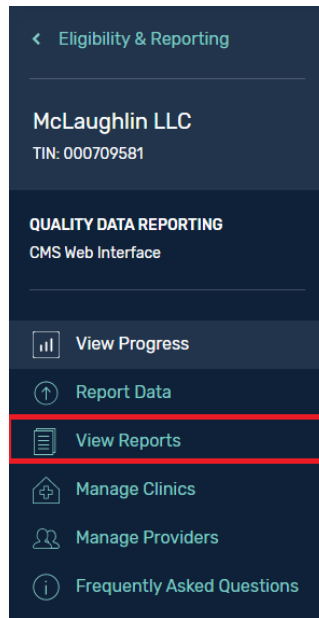 Eligibility & Reporting
McLaughlin LLC
TIN: 000709581
QUALITY DATA REPORTING
CMS Web Interface
View Progress
Report Data
View Reports
Manage Clinics
Manage Providers
Frequently Asked Questions